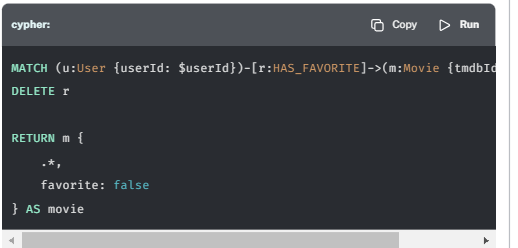 cypher:
Copy
Run
MATCH (u:User {userId: $userId})-[r:HAS_FAVORITE]->(m:Movie {tmdbId
DELETE r
RETURN m {
    .*,
    favorite: false
} AS movie